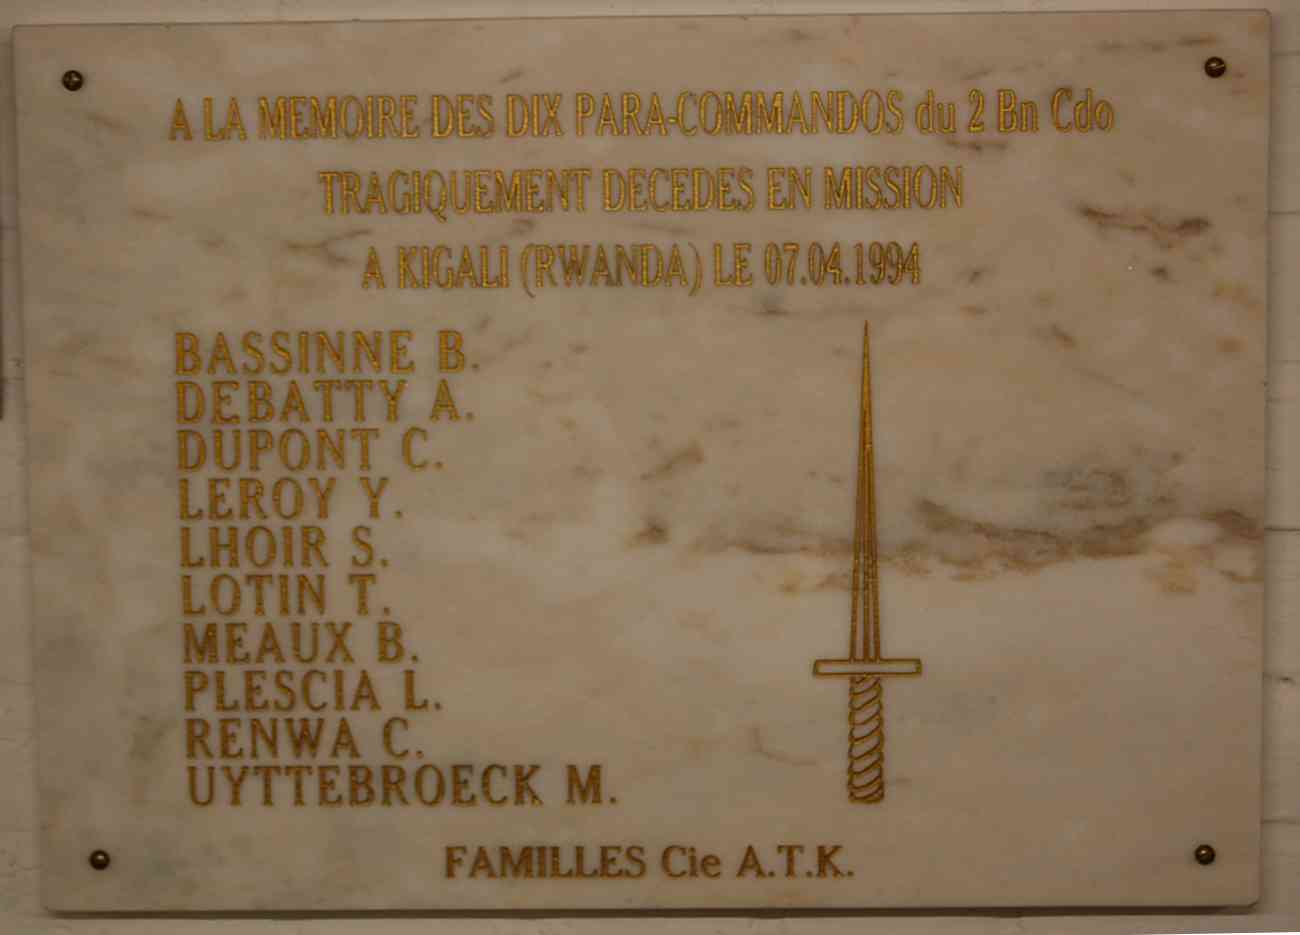 A LA MEMOIRE DES DIX PARA-COMMANDOS du 2 Bn Cdo
TRAGIQUEMENT DECEDES EN MISSION
A KIGALI (RWANDA) LE 07.04.1994
BASSINNE B.
DEBATTY A.
DUPONT C.
LEROY Y.
LHOIR S.
LOTIN T.
MEAUX B.
PLESCIA L.
RENWA C.
UYTTEBROECK M.
FAMILLES Cie A.T.K.